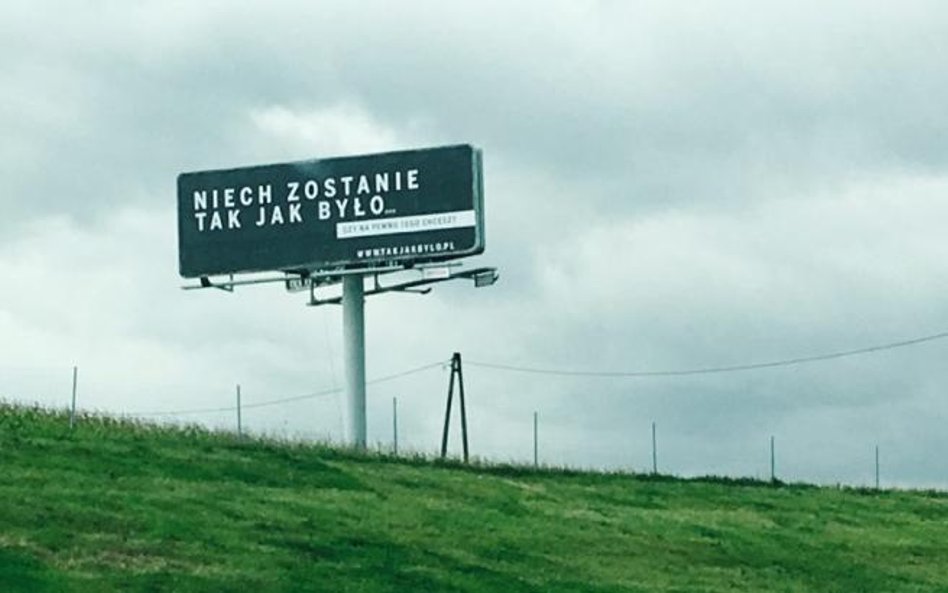 NIECH ZOSTANIE
TAK JAK BYŁO...
CZY NA PEWNO TEGO CHCESZ?
WWW.TAKJAKBYLO.PL